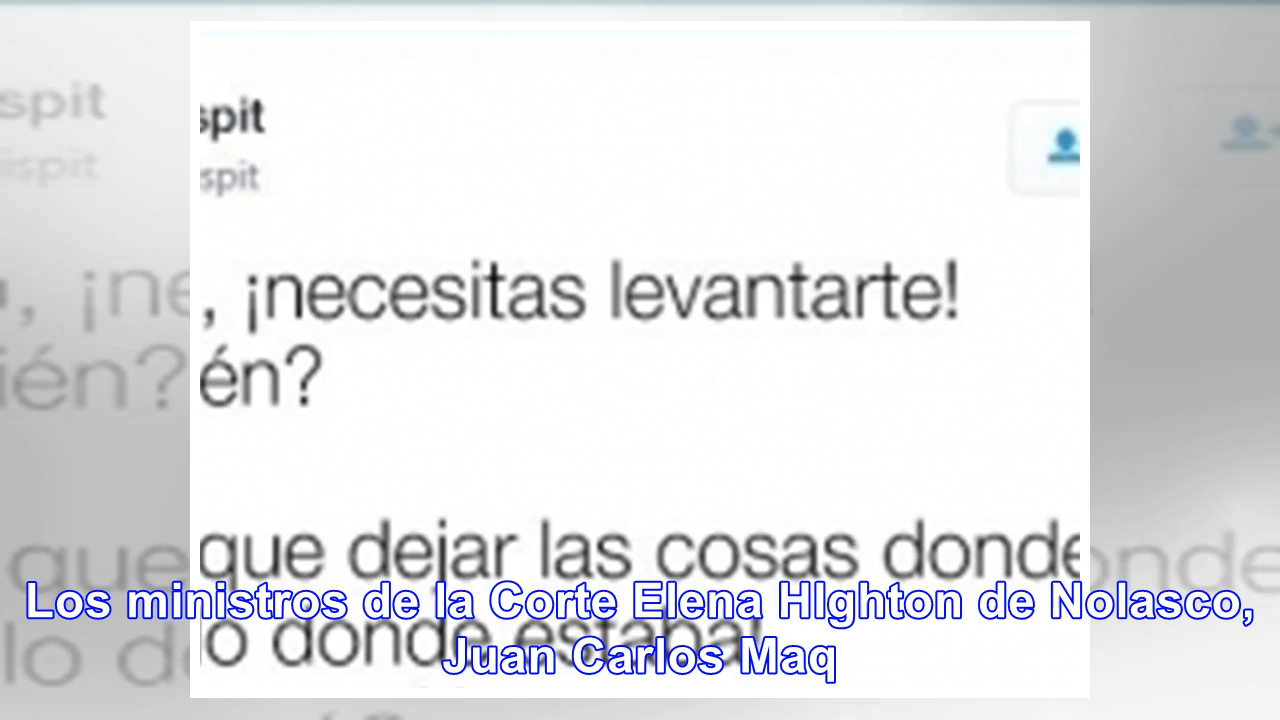 spit
spit
, ¡necesitas levantarte!
én?
que dejar las cosas donde
lo donde estaba!
Los ministros de la Corte Elena HIghton de Nolasco,
Juan Carlos Maq